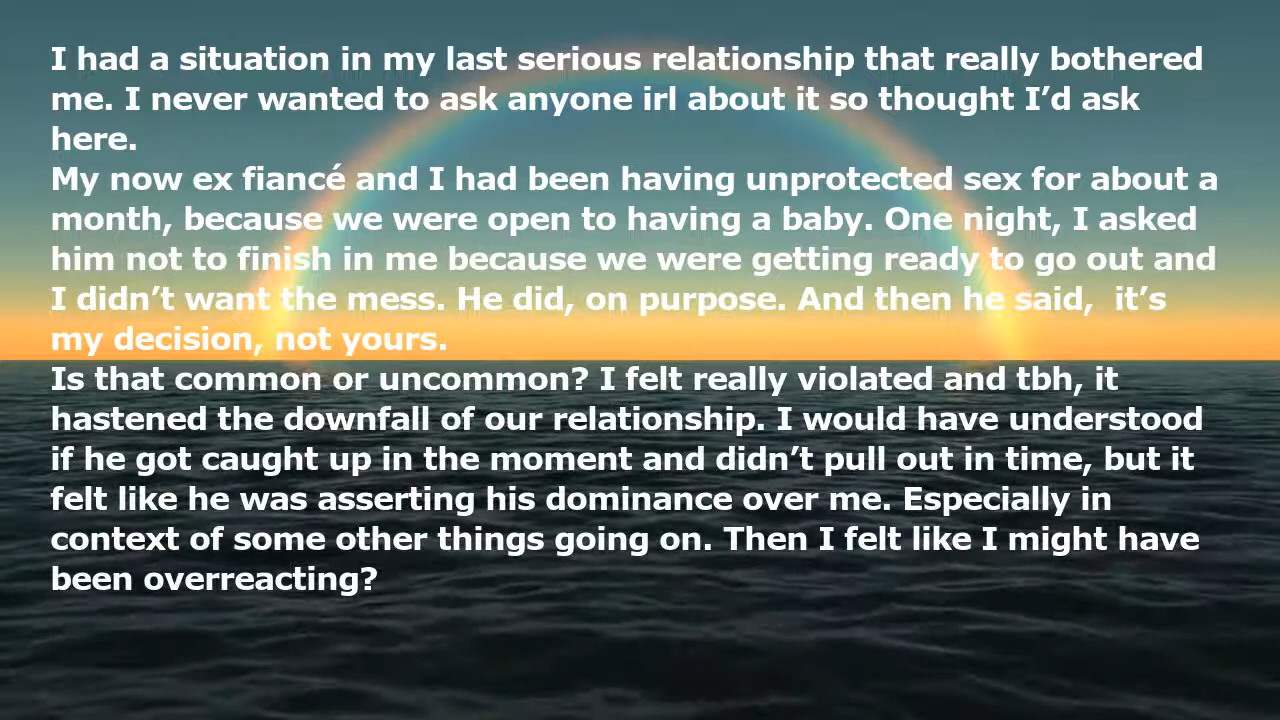 I had a situation in my last serious relationship that really bothered
me. I never wanted to ask anyone irl about it so thought I’d ask
here.
My now ex fiancé and I had been having unprotected sex for about a
month, because we were open to having a baby. One night, I asked
him not to finish in me because we were getting ready to go out and
I didn’t want the mess. He did, on purpose. And then he said,  it’s
my decision, not yours.
Is that common or uncommon? I felt really violated and tbh, it
hastened the downfall of our relationship. I would have understood
if he got caught up in the moment and didn’t pull out in time, but it
felt like he was asserting his dominance over me. Especially in
context of some other things going on. Then I felt like I might have
been overreacting?